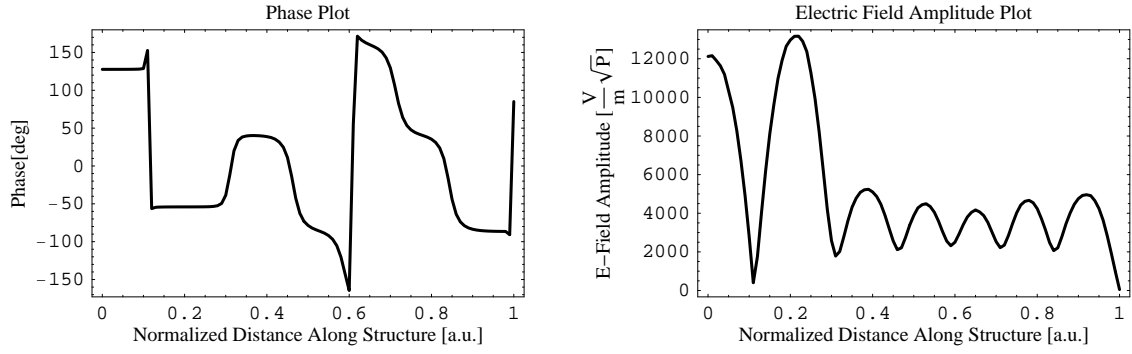 Phase Plot
150
100
50
0
−50
−100
−150
Phase[deg]
0 0.2 0.4 0.6 0.8 1
Normalized Distance Along Structure [a.u.]
Electric Field Amplitude Plot
12000
10000
8000
6000
4000
2000
0
E−Field Amplitude [V/m √P]
0 0.2 0.4 0.6 0.8 1
Normalized Distance Along Structure [a.u.]